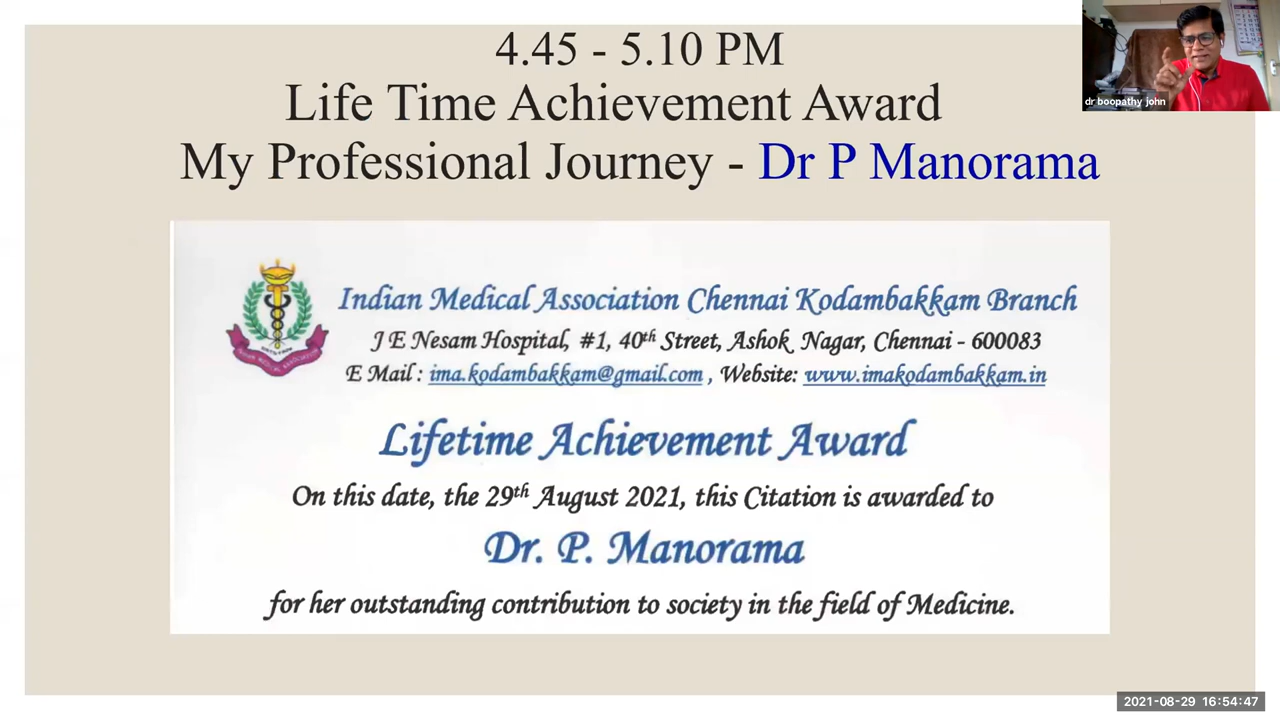 4.45 - 5.10 PM
Life Time Achievement Award
My Professional Journey - Dr P Manorama
dr boopathy john
Indian Medical Association Chennai Kodambakkam Branch
J E Nesam Hospital, #1, 40th Street, Ashok Nagar, Chennai - 600083
E Mail : ima.kodambakkam@gmail.com , Website: www.imakodambakkam.in
Lifetime Achievement Award
On this date, the 29th August 2021, this Citation is awarded to
Dr. P. Manorama
for her outstanding contribution to society in the field of Medicine.
2021-08-29 16:54:47